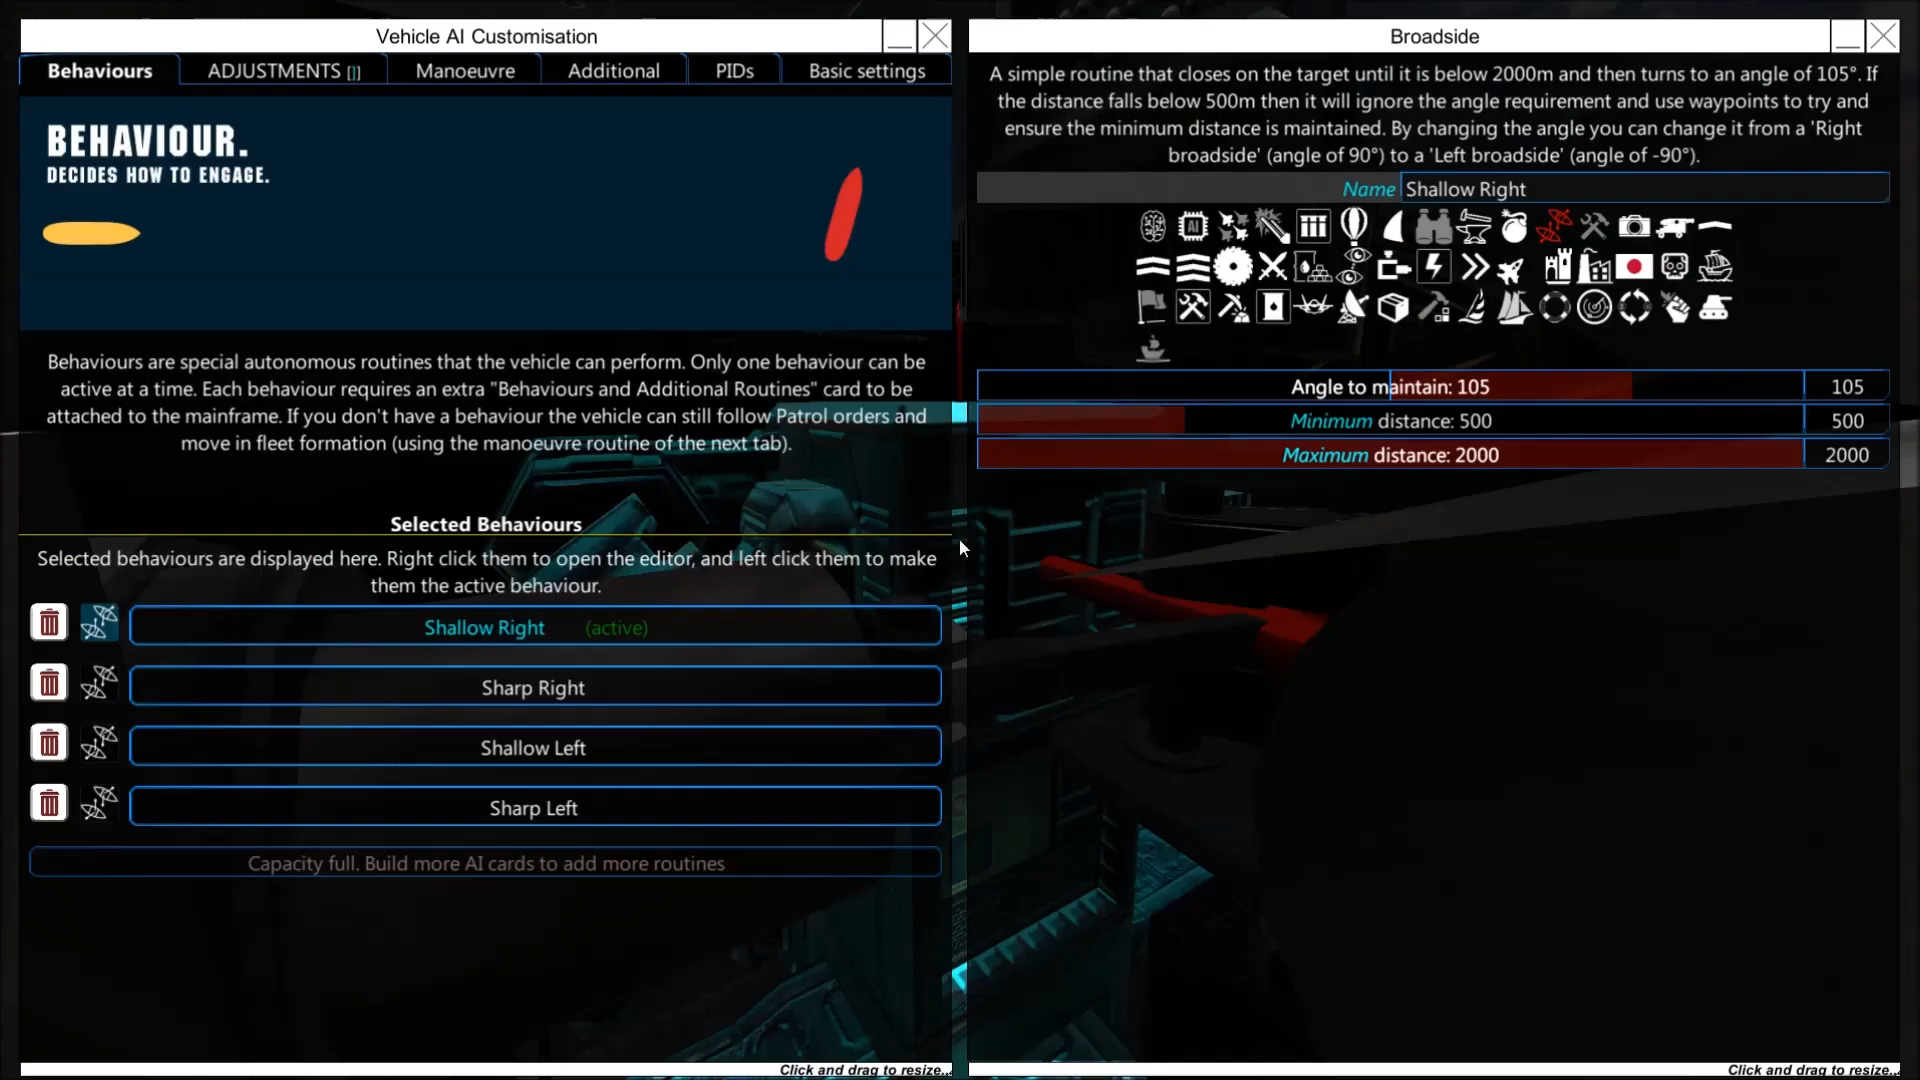 Vehicle AI Customisation
Behaviours
ADJUSTMENTS []
Manoeuvre
Additional
PIDs
Basic settings
BEHAVIOUR.
DECIDES HOW TO ENGAGE.
Behaviours are special autonomous routines that the vehicle can perform. Only one behaviour can be
active at a time. Each behaviour requires an extra "Behaviours and Additional Routines" card to be
attached to the mainframe. If you don't have a behaviour the vehicle can still follow Patrol orders and
move in fleet formation (using the manoeuvre routine of the next tab).
Selected Behaviours
Selected behaviours are displayed here. Right click them to open the editor, and left click them to make
them the active behaviour.
Shallow Right (active)
Sharp Right
Shallow Left
Sharp Left
Capacity full. Build more AI cards to add more routines
Click and drag to resize..
Broadside
A simple routine that closes on the target until it is below 2000m and then turns to an angle of 105°. If
the distance falls below 500m then it will ignore the angle requirement and use waypoints to try and
ensure the minimum distance is maintained. By changing the angle you can change it from a 'Right
broadside' (angle of 90°) to a 'Left broadside' (angle of -90°).
Name Shallow Right
AI
Angle to maintain: 105 105
Minimum distance: 500 500
Maximum distance: 2000 2000
Click and drag to resize..